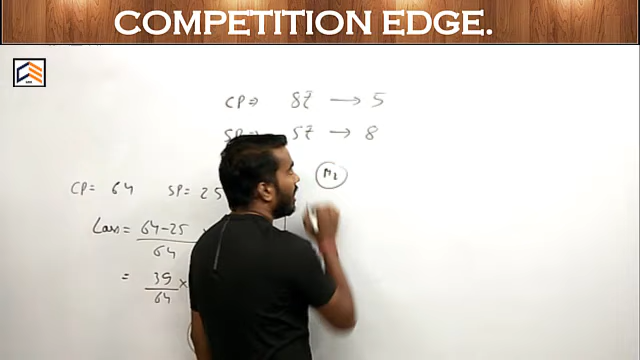 COMPETITION EDGE.
CP⇒ 8₹ → 5
SP⇒ 5₹ → 8
M2
CP= 64 SP= 25
Loss = 64-25
64
= 39 ×
64